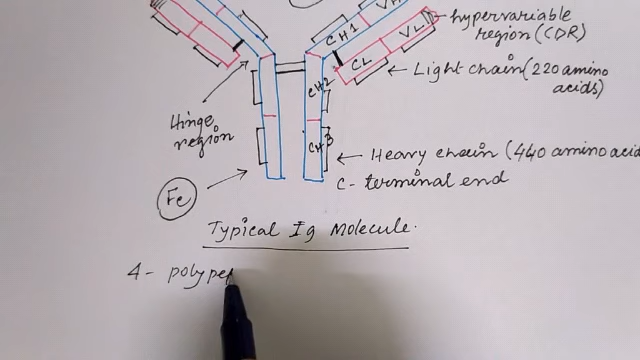 VH
CH1
hypervariable
region (CDR)
VL
CL
Light chain (220 amino
acids)
CH2
Hinge
region
CH3
Heavy chain (440 amino acid
C- terminal end
Fc
Typical Ig Molecule.
4- polypep